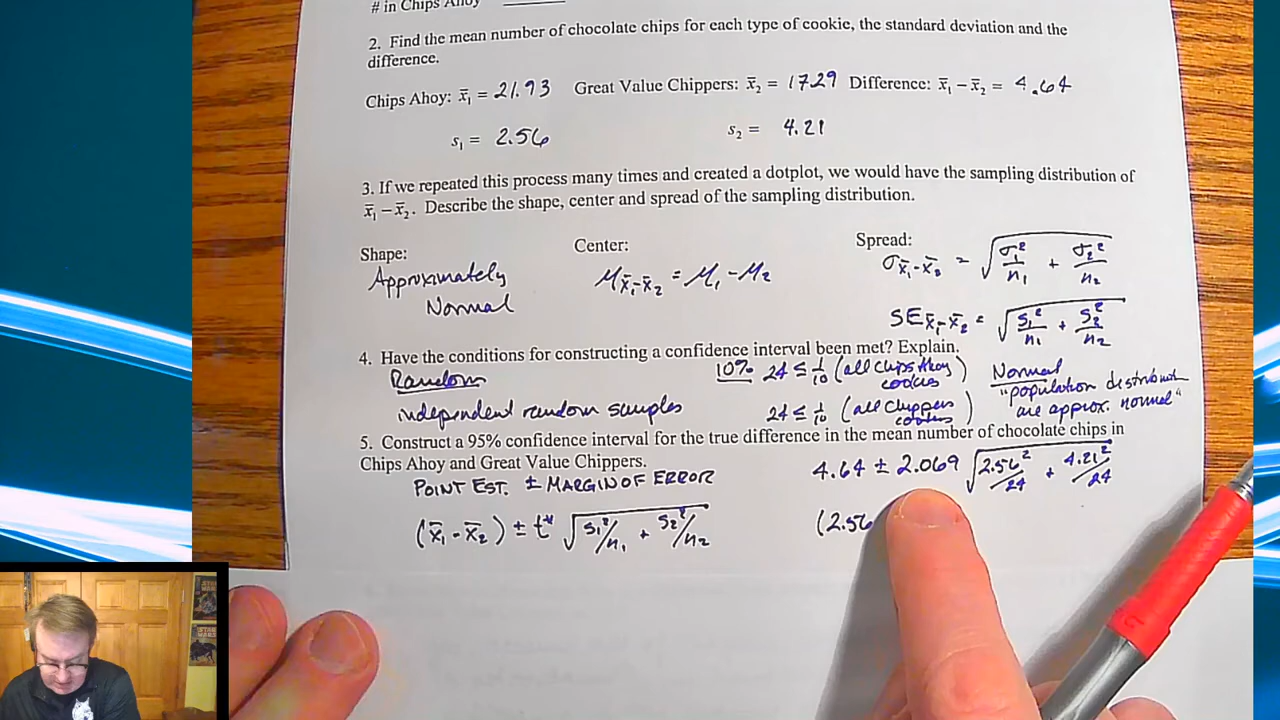 # in Chips Ahoy
2. Find the mean number of chocolate chips for each type of cookie, the standard deviation and the
difference.
Chips Ahoy: x̄₁ = 21.93 Great Value Chippers: x̄₂ = 17.29 Difference: x̄₁ – x̄₂ = 4.64
s₁ = 2.56 s₂ = 4.21
3. If we repeated this process many times and created a dotplot, we would have the sampling distribution of
x̄₁ – x̄₂. Describe the shape, center and spread of the sampling distribution.
Shape: Center: Spread:
Approximately
Normal
μx̄₁-x̄₂ = μ₁ - μ₂
σx̄₁-x̄₂ = √(σ₁²/n₁ + σ₂²/n₂)
SEx̄₁-x̄₂ = √(s₁²/n₁ + s₂²/n₂)
4. Have the conditions for constructing a confidence interval been met? Explain.
Random
independent random samples
10% 24 ≤ 1/10 (all Chips Ahoy
cookies)
24 ≤ 1/10 (all Chippers
cookies)
Normal
"population distribution
are approx. normal"
5. Construct a 95% confidence interval for the true difference in the mean number of chocolate chips in
Chips Ahoy and Great Value Chippers.
POINT EST. ± MARGIN OF ERROR
(x̄₁ - x̄₂) ± t* √(s₁²/n₁ + s₂²/n₂)
4.64 ± 2.069 √(2.56²/24 + 4.21²/24)
(2.56
STAR WARS